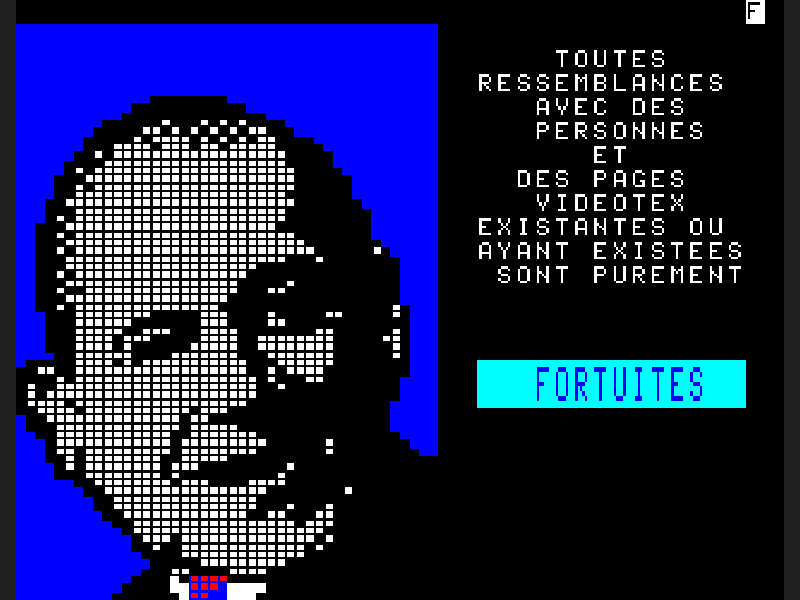 F
TOUTES
RESSEMBLANCES
AVEC DES
PERSONNES
ET
DES PAGES
VIDEOTEX
EXISTANTES OU
AYANT EXISTEES
SONT PUREMENT
FORTUITES